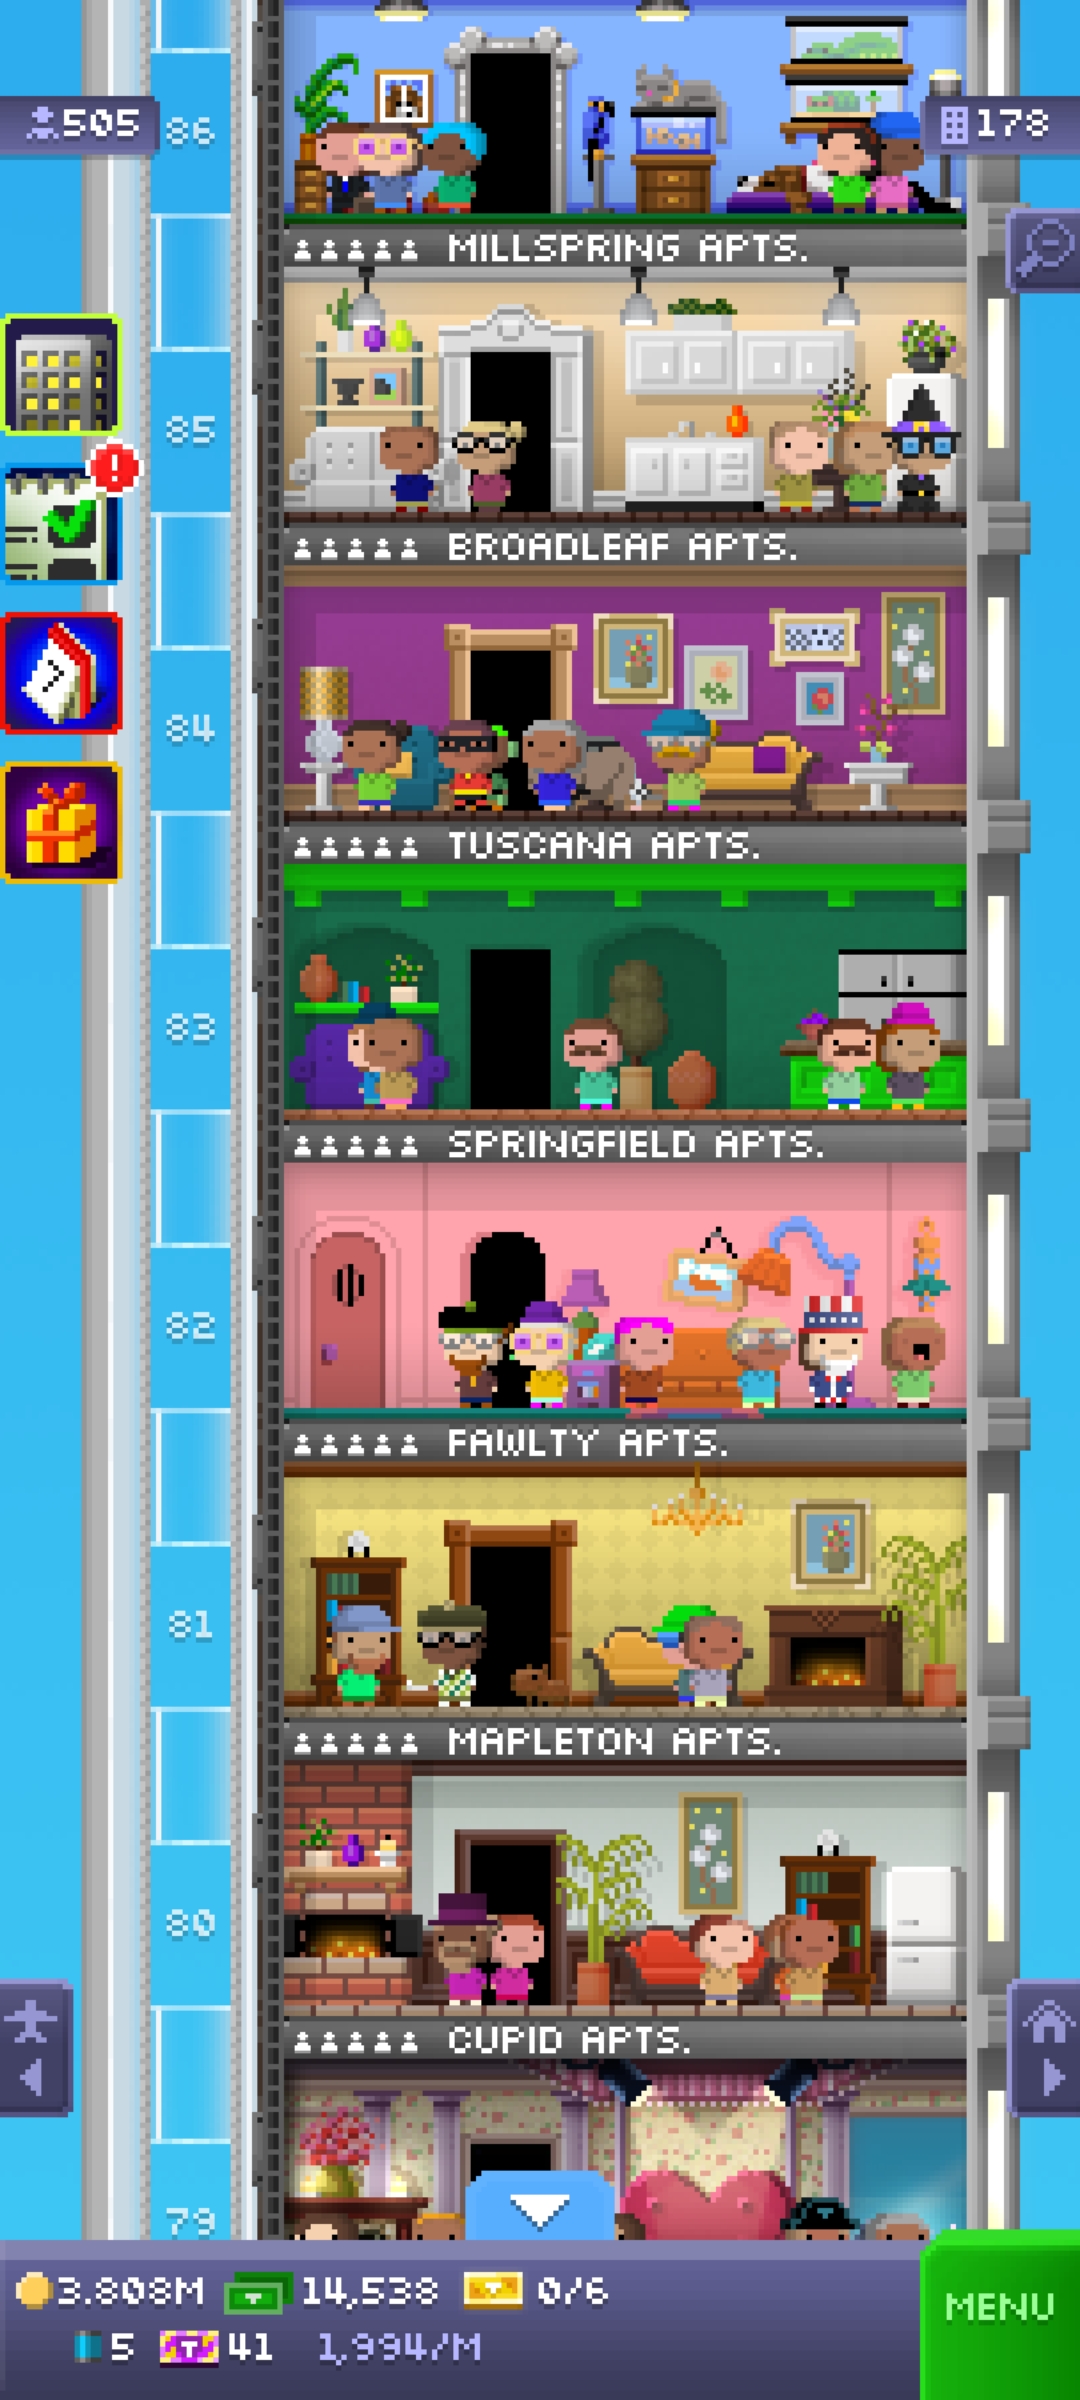 505
86
178
MILLSPRING APTS.
85
BROADLEAF APTS.
84
TUSCANA APTS.
83
SPRINGFIELD APTS.
82
FAWLTY APTS.
81
MAPLETON APTS.
80
CUPID APTS.
79
3.808M 14,538 0/6
5 41 1,994/M
MENU